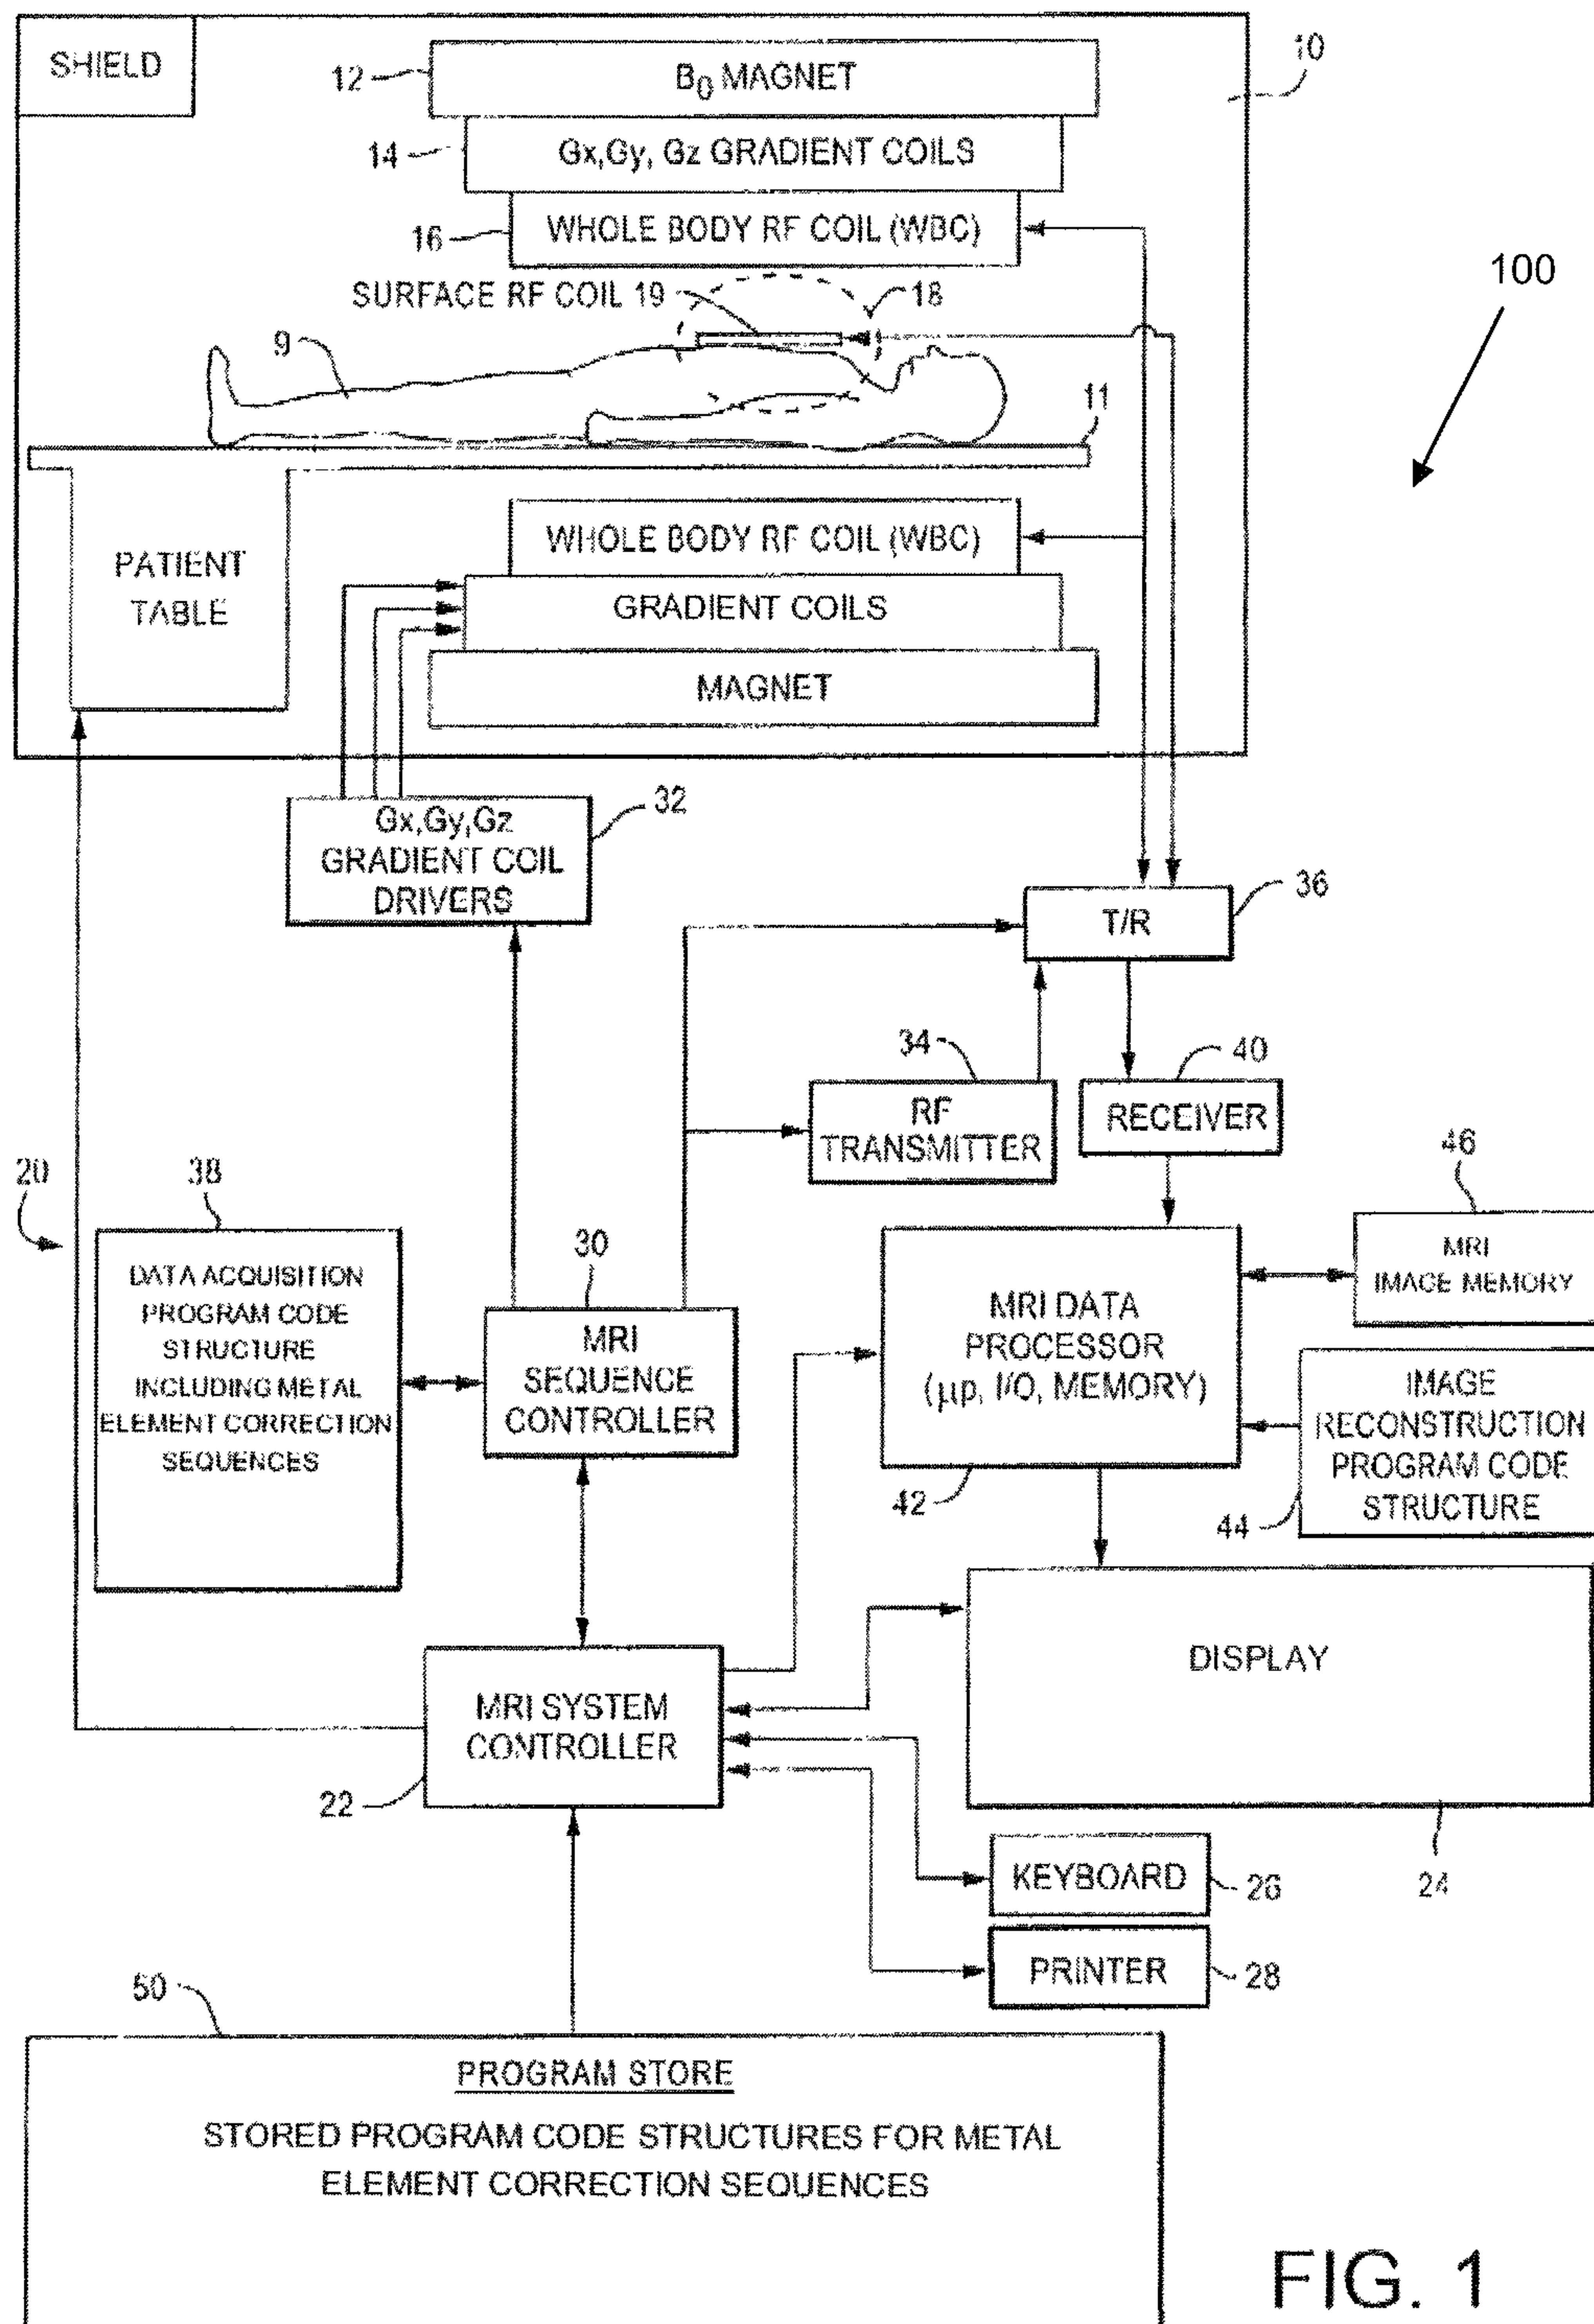 SHIELD
12
B0 MAGNET
10
14
Gx,Gy, Gz GRADIENT COILS
16
WHOLE BODY RF COIL (WBC)
100
SURFACE RF COIL 19
18
9
11
PATIENT
TABLE
WHOLE BODY RF COIL (WBC)
GRADIENT COILS
MAGNET
Gx,Gy,Gz
GRADIENT COIL
DRIVERS
32
T/R
36
34
RF
TRANSMITTER
40
RECEIVER
20
38
DATA ACQUISITION
PROGRAM CODE
STRUCTURE
INCLUDING METAL
ELEMENT CORRECTION
SEQUENCES
30
MRI
SEQUENCE
CONTROLLER
MRI DATA
PROCESSOR
(μp, I/O, MEMORY)
42
46
MRI
IMAGE MEMORY
IMAGE
RECONSTRUCTION
PROGRAM CODE
STRUCTURE
44
MRI SYSTEM
CONTROLLER
22
DISPLAY
24
KEYBOARD
26
PRINTER
28
50
PROGRAM STORE
STORED PROGRAM CODE STRUCTURES FOR METAL
ELEMENT CORRECTION SEQUENCES
FIG. 1